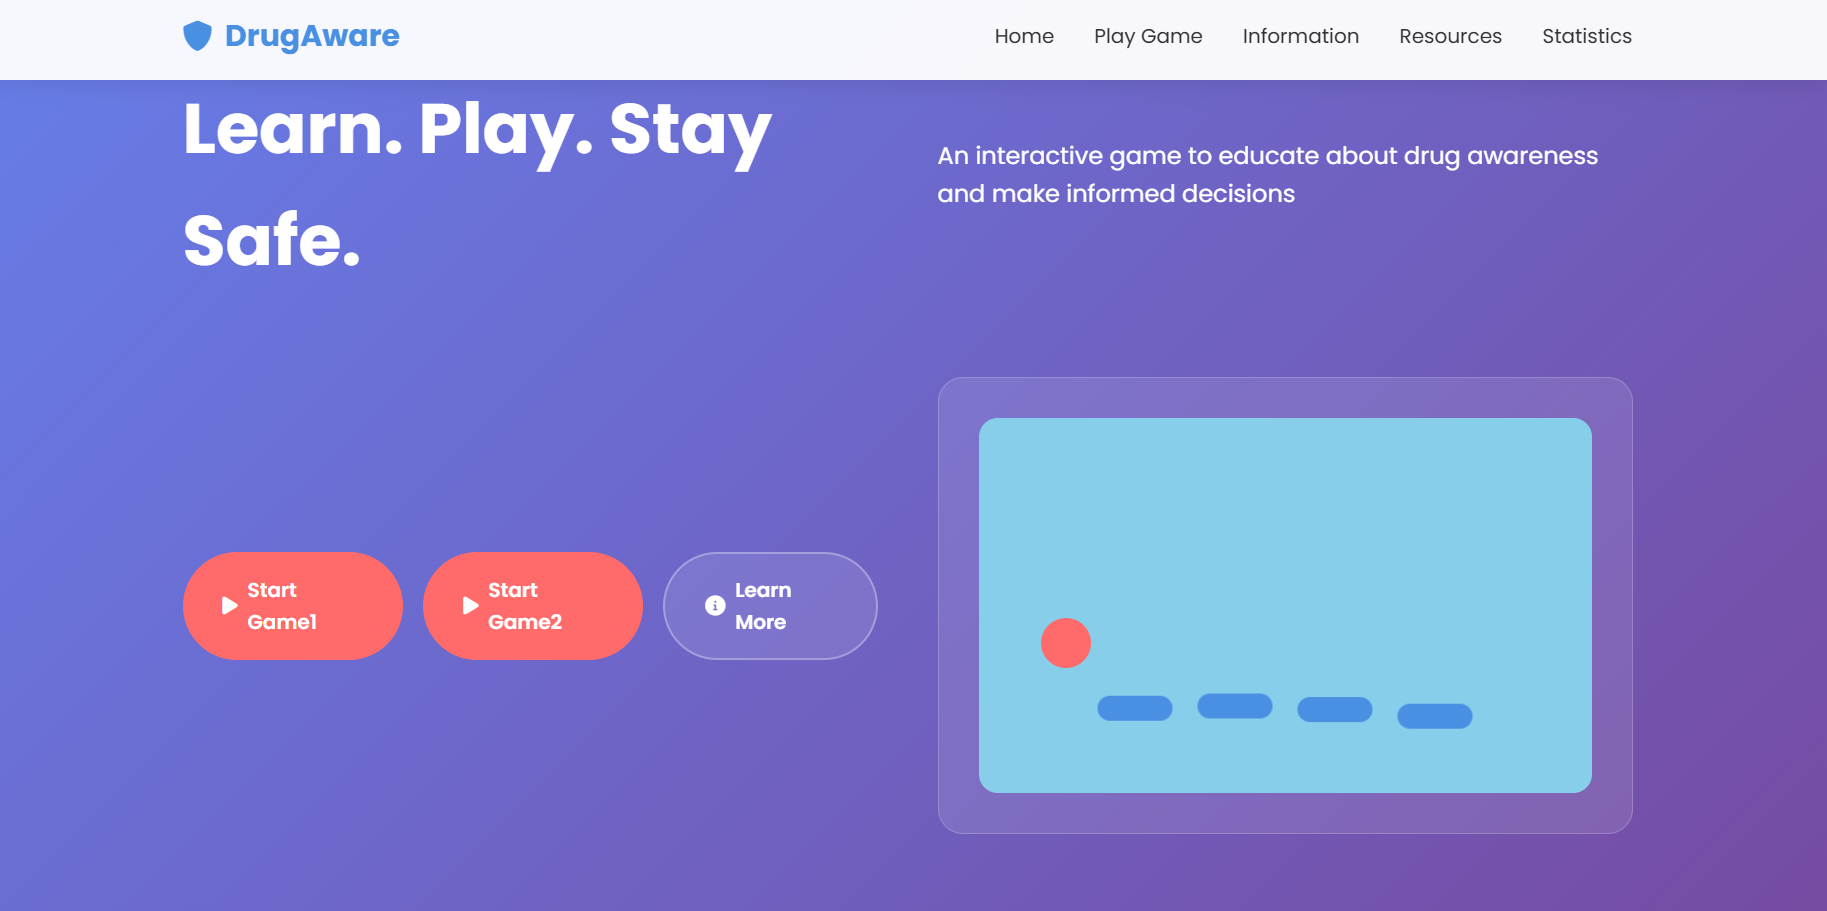 DrugAware
Home
Play Game
Information
Resources
Statistics
Learn. Play. Stay
Safe.
An interactive game to educate about drug awareness
and make informed decisions
Start
Game1
Start
Game2
Learn
More